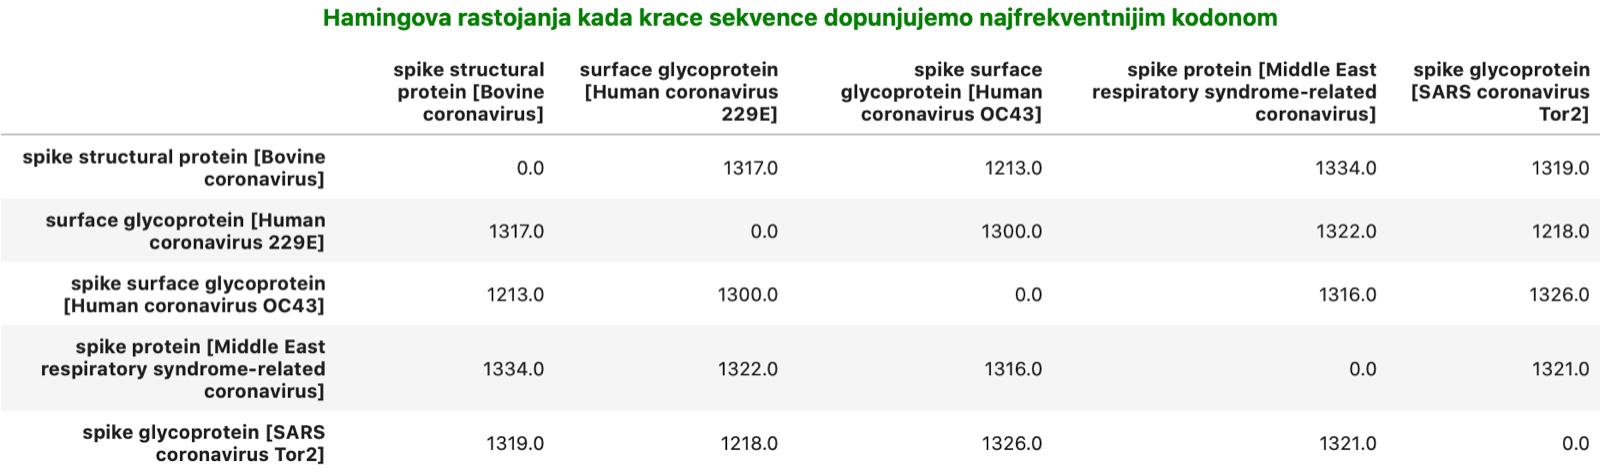 Hamingova rastojanja kada krace sekvence dopunjujemo najfrekventnijim kodonom
spike structural protein [Bovine coronavirus] surface glycoprotein [Human coronavirus 229E] spike surface glycoprotein [Human coronavirus OC43] spike protein [Middle East respiratory syndrome-related coronavirus] spike glycoprotein [SARS coronavirus Tor2]
spike structural protein [Bovine coronavirus] 0.0 1317.0 1213.0 1334.0 1319.0
surface glycoprotein [Human coronavirus 229E] 1317.0 0.0 1300.0 1322.0 1218.0
spike surface glycoprotein [Human coronavirus OC43] 1213.0 1300.0 0.0 1316.0 1326.0
spike protein [Middle East respiratory syndrome-related coronavirus] 1334.0 1322.0 1316.0 0.0 1321.0
spike glycoprotein [SARS coronavirus Tor2] 1319.0 1218.0 1326.0 1321.0 0.0